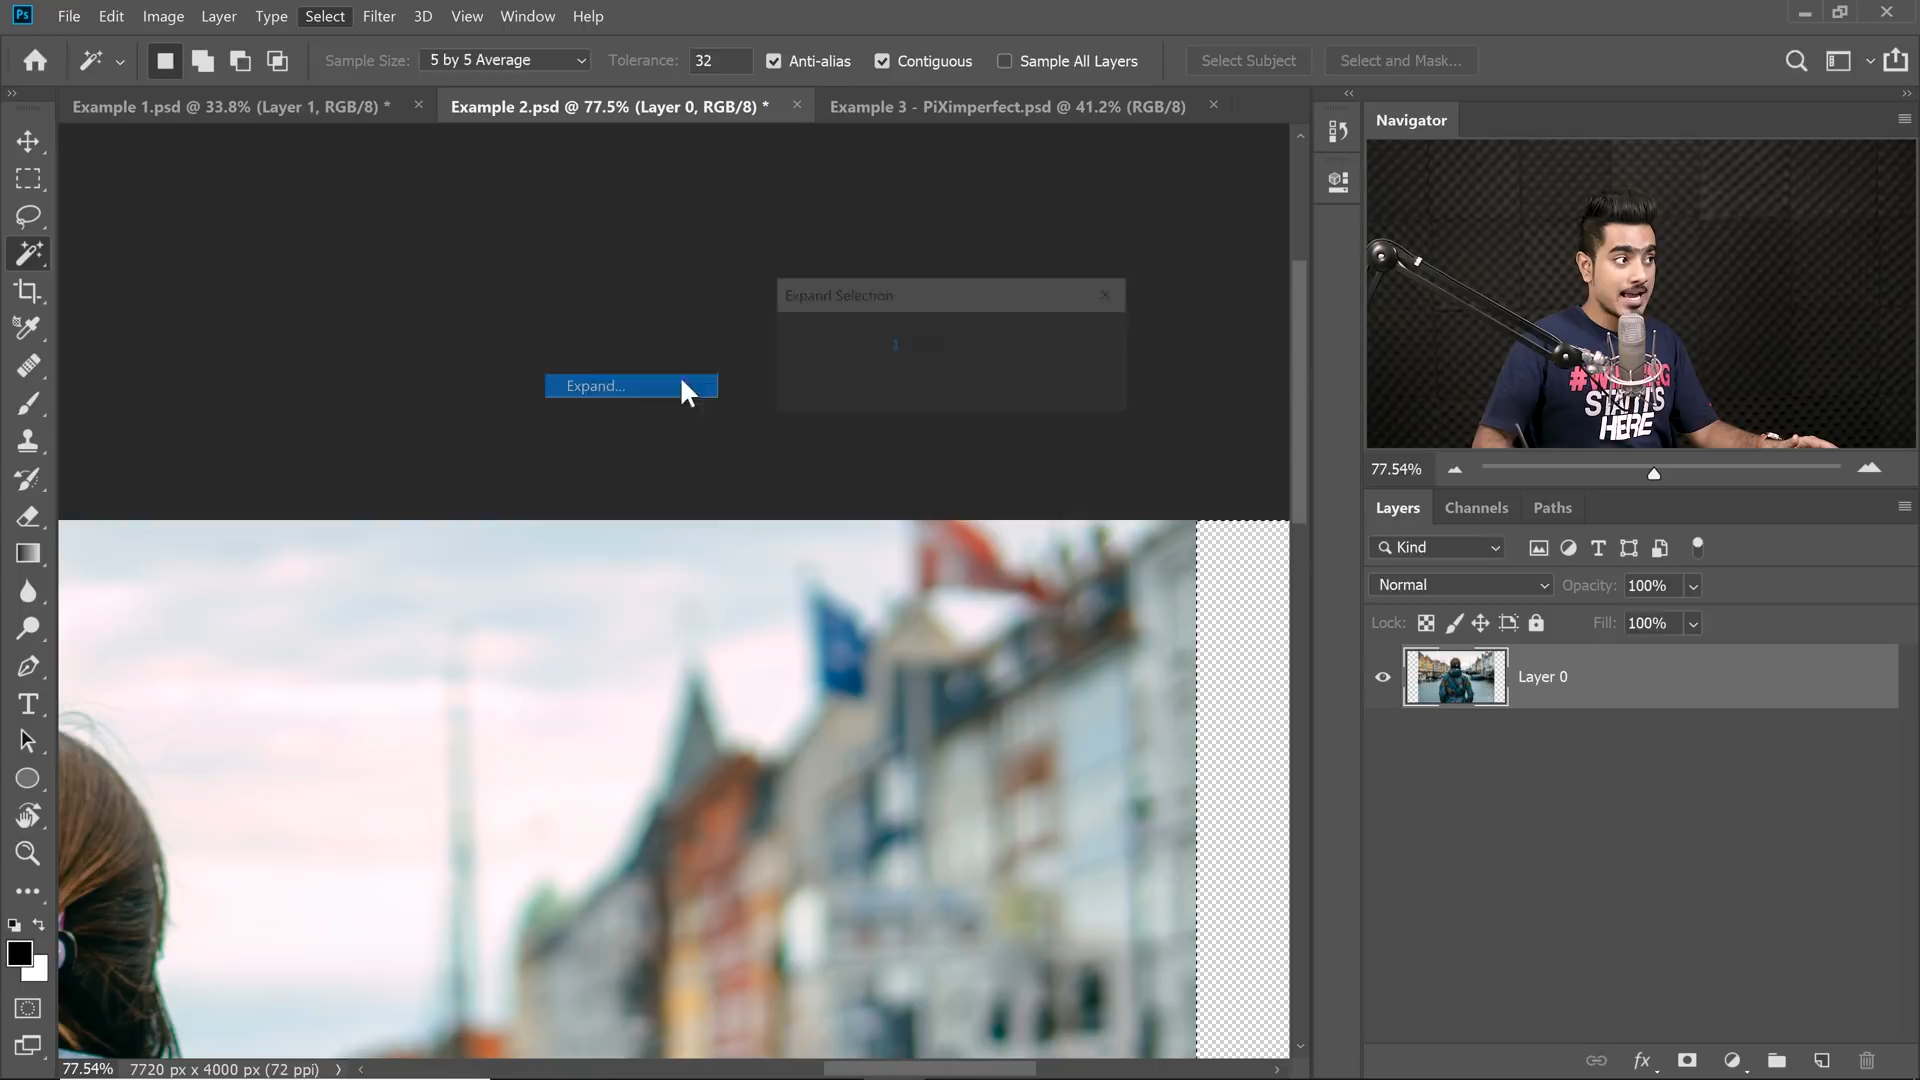 Ps File Edit Image Layer Type Select Filter 3D View Window Help
Sample Size: 5 by 5 Average Tolerance: 32 Anti-alias Contiguous Sample All Layers Select Subject Select and Mask...
Example 1.psd @ 33.8% (Layer 1, RGB/8) * Example 2.psd @ 77.5% (Layer 0, RGB/8) * Example 3 - PiXimperfect.psd @ 41.2% (RGB/8)
Navigator
Expand Selection
1
Expand...
STARTS
HERE
77.54%
Layers Channels Paths
Kind
Normal Opacity: 100%
Lock: Fill: 100%
Layer 0
77.54% 7720 px x 4000 px (72 ppi)